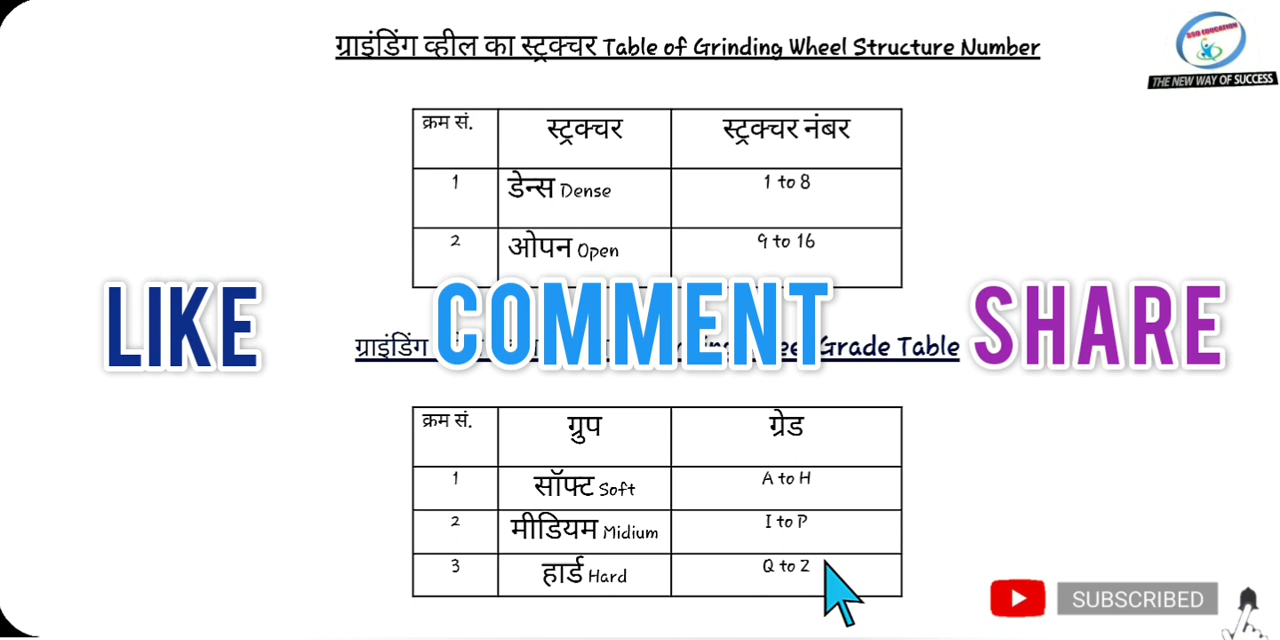 ग्राइंडिंग व्हील का स्ट्रक्चर Table of Grinding Wheel Structure Number
SSO EDUCATION
THE NEW WAY OF SUCCESS
क्रम सं. स्ट्रक्चर स्ट्रक्चर नंबर
1 डेन्स Dense 1 to 8
2 ओपन Open 9 to 16
LIKE COMMENT SHARE
ग्राइंडिंग Grade Table
क्रम सं. ग्रुप ग्रेड
1 सॉफ्ट Soft A to H
2 मीडियम Midium I to P
3 हार्ड Hard Q to Z
SUBSCRIBED